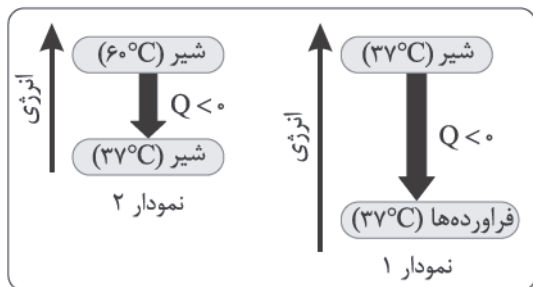 انرژی
شیر (۳۷°C)
Q < ۰
فراورده‌ها (۳۷°C)
نمودار ۱
انرژی
شیر (۶۰°C)
Q < ۰
شیر (۳۷°C)
نمودار ۲